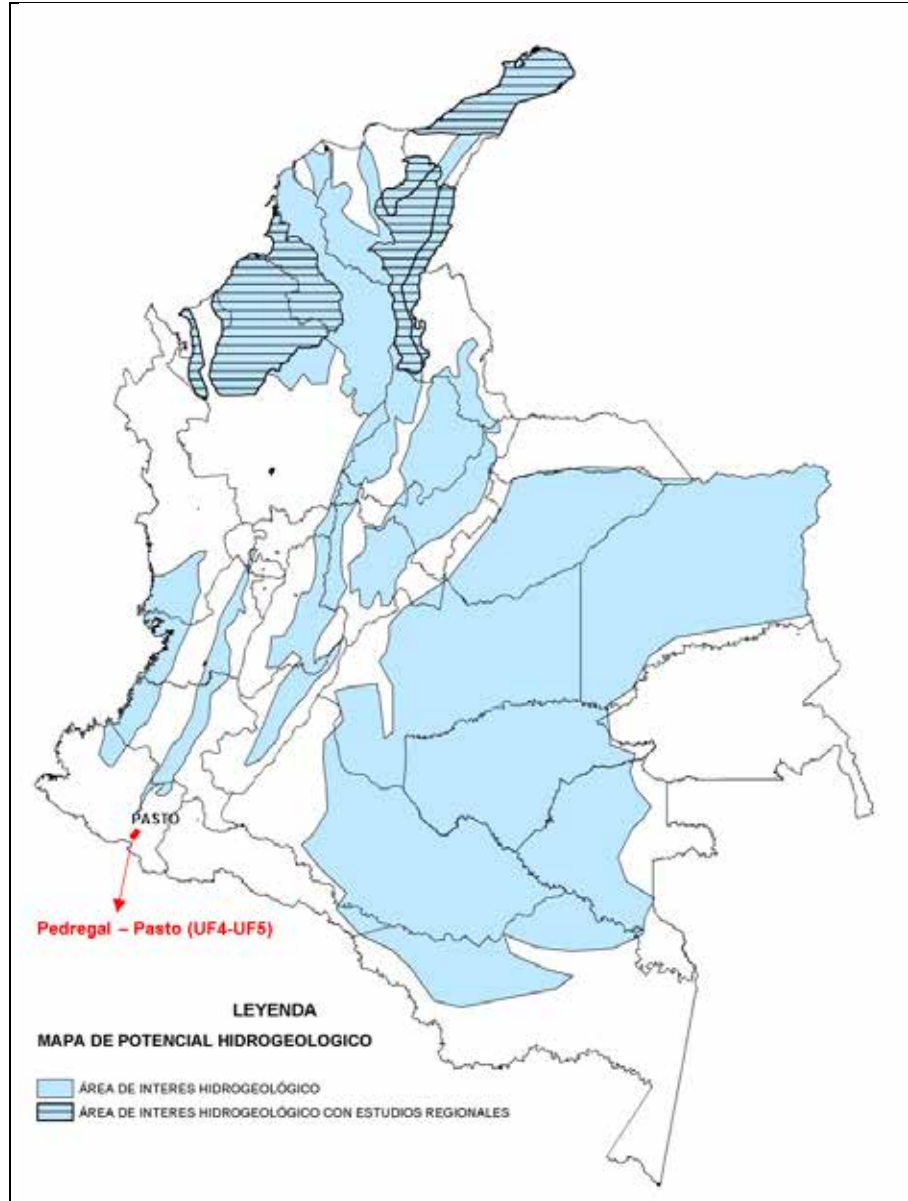 PASTO
Pedregal – Pasto (UF4-UF5)
LEYENDA
MAPA DE POTENCIAL HIDROGEOLOGICO
ÁREA DE INTERES HIDROGEOLÓGICO
ÁREA DE INTERES HIDROGEOLÓGICO CON ESTUDIOS REGIONALES